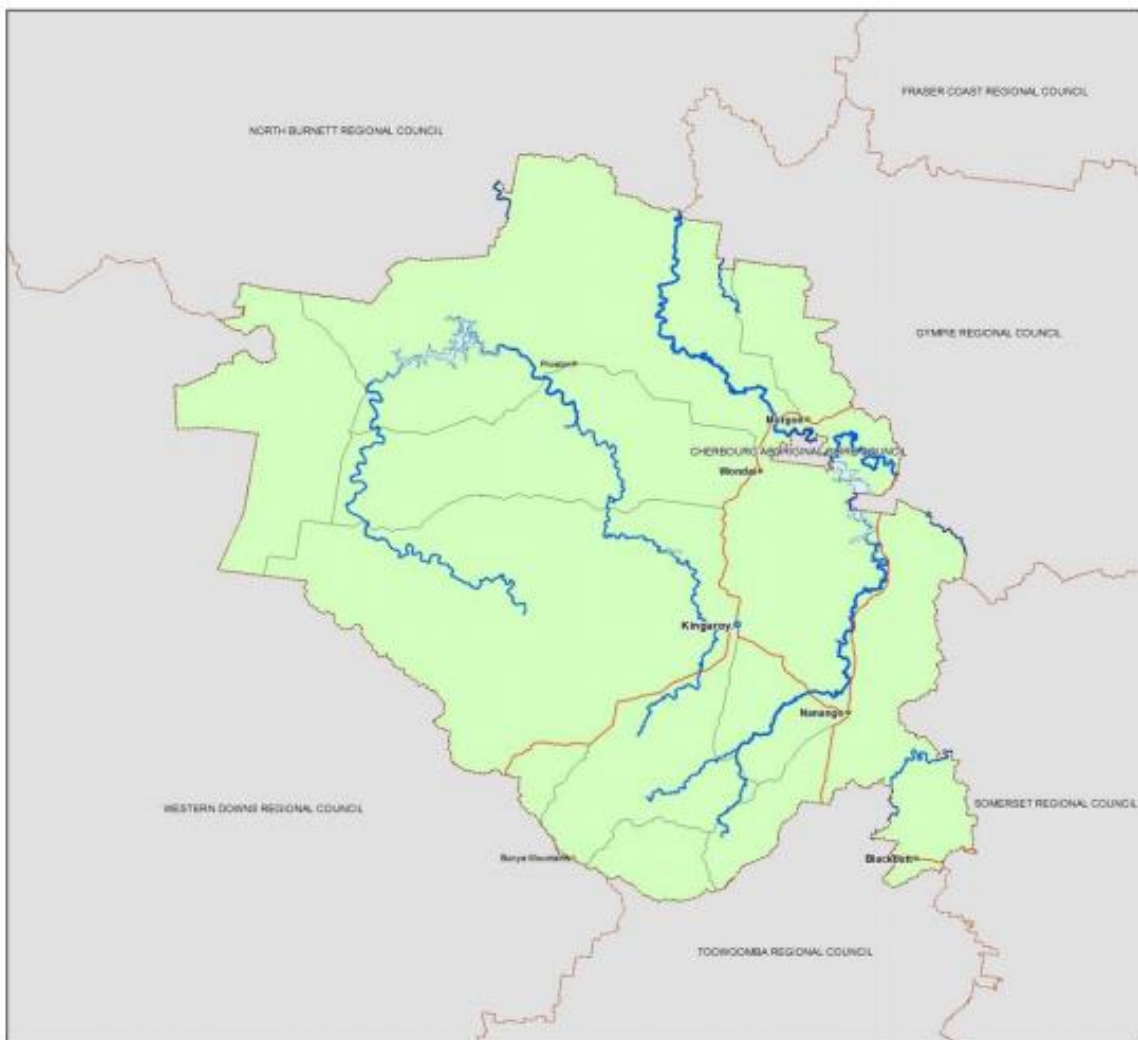 FRASER COAST REGIONAL COUNCIL
NORTH BURNETT REGIONAL COUNCIL
GYMPIE REGIONAL COUNCIL
Proston
Murgon
CHERBOURG ABORIGINAL SHIRE COUNCIL
Wondai
Kingaroy
Nanango
WESTERN DOWNS REGIONAL COUNCIL
SOMERSET REGIONAL COUNCIL
Bunya Mountains
Blackbutt
TOOWOOMBA REGIONAL COUNCIL